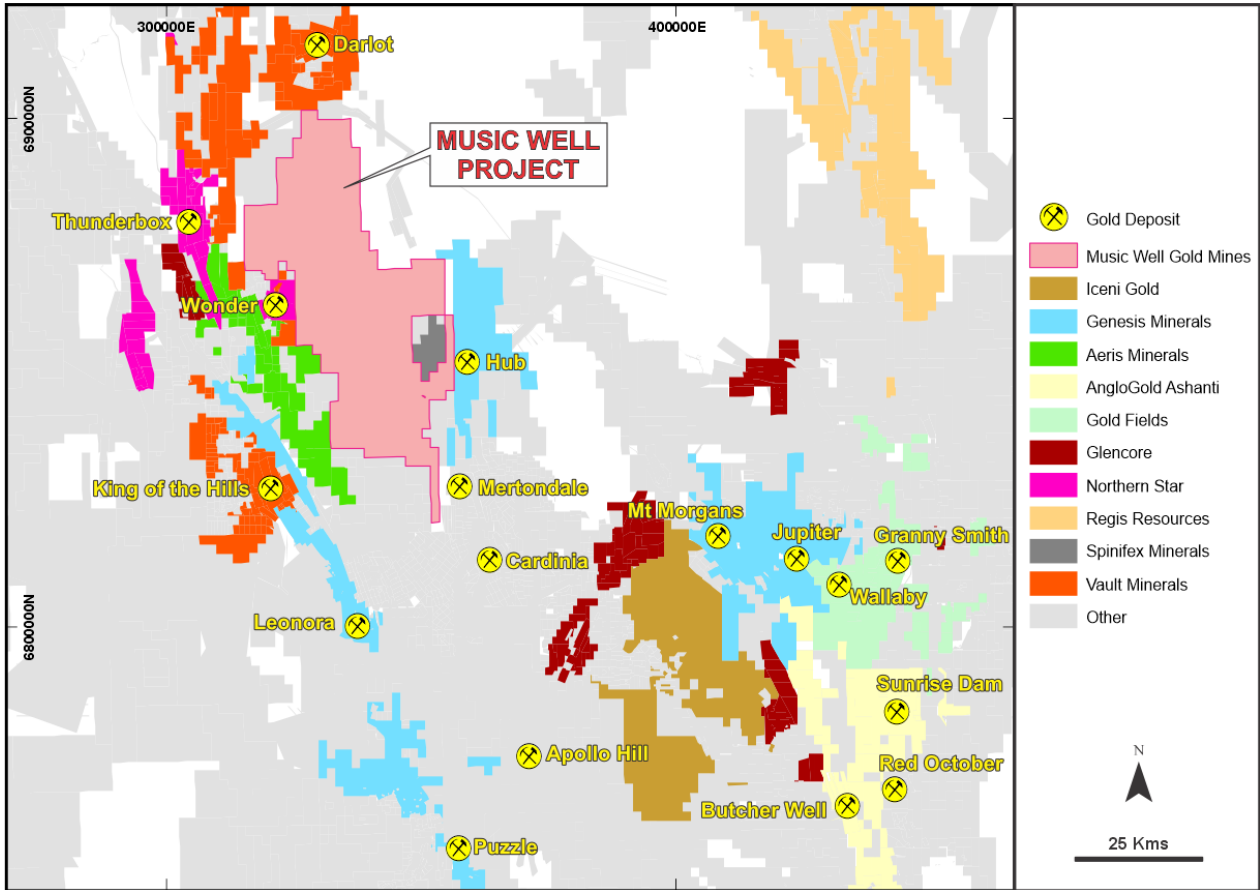 300000E
400000E
6900000N
6800000N
Darlot
MUSIC WELL
PROJECT
Thunderbox
Wonder
Hub
King of the Hills
Mertondale
Mt Morgans
Jupiter
Granny Smith
Cardinia
Wallaby
Leonora
Sunrise Dam
Apollo Hill
Red October
Butcher Well
Puzzle
Gold Deposit
Music Well Gold Mines
Iceni Gold
Genesis Minerals
Aeris Minerals
AngloGold Ashanti
Gold Fields
Glencore
Northern Star
Regis Resources
Spinifex Minerals
Vault Minerals
Other
N
25 Kms